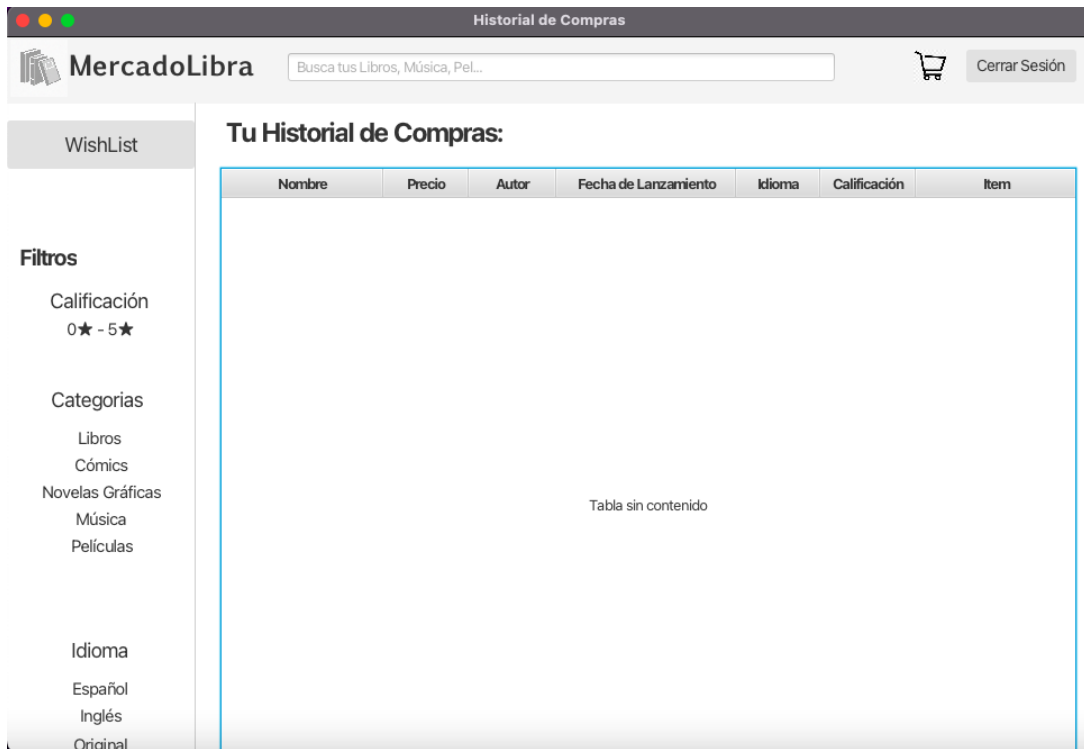 Historial de Compras
MercadoLibra
Busca tus Libros, Música, Pel...
Cerrar Sesión
WishList
Tu Historial de Compras:
Nombre Precio Autor Fecha de Lanzamiento Idioma Calificación Item
Tabla sin contenido
Filtros
Calificación
0★ - 5★
Categorias
Libros
Cómics
Novelas Gráficas
Música
Películas
Idioma
Español
Inglés
Original